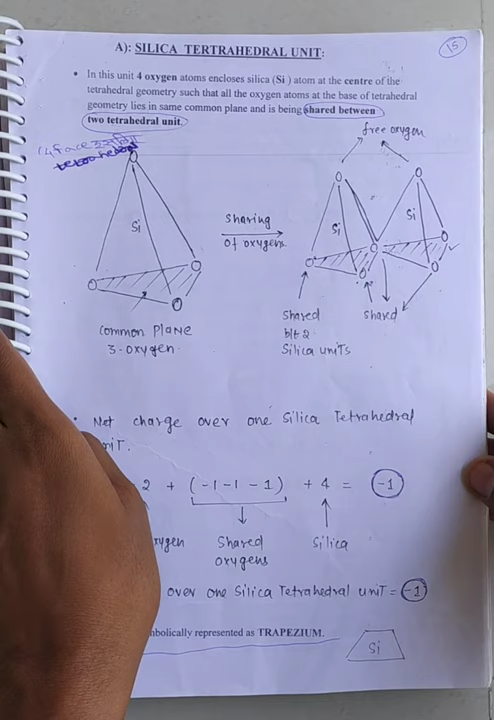 15
A): SILICA TERTRAHEDRAL UNIT:
• In this unit 4 oxygen atoms encloses silica (Si ) atom at the centre of the
tetrahedral geometry such that all the oxygen atoms at the base of tetrahedral
geometry lies in same common plane and is being shared between
two tetrahedral unit.
free oxygen
Si
Sharing
of oxygens
Si
Si
Common Plane
3-oxygen
Shared
b/t 2
Silica units
Shared
• Net charge over one Silica Tetrahedral
2 + (-1-1-1) + 4 = -1
Shared
oxygens
Silica
over one Silica Tetrahedral unit = -1
represented as TRAPEZIUM.
Si